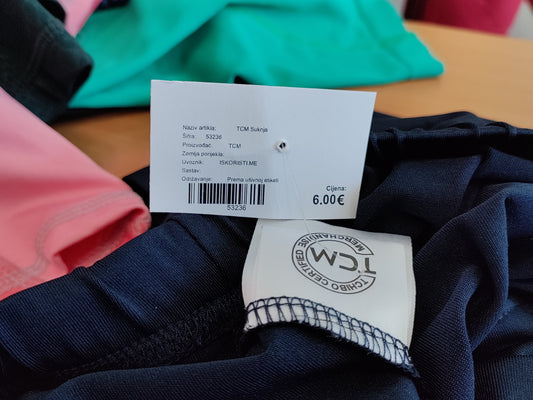 Naziv artikla: TCM Suknja
Šifra: 53236
Proizvođač: TCM
Zemlja porijekla:
Uvoznik: ISKORISTI.ME
Sastav:
Održavanje: Prema ušivnoj etiketi
53236
Cijena:
6.00€
TCHIBO CERTIFIED MERCHANDISE
TCM